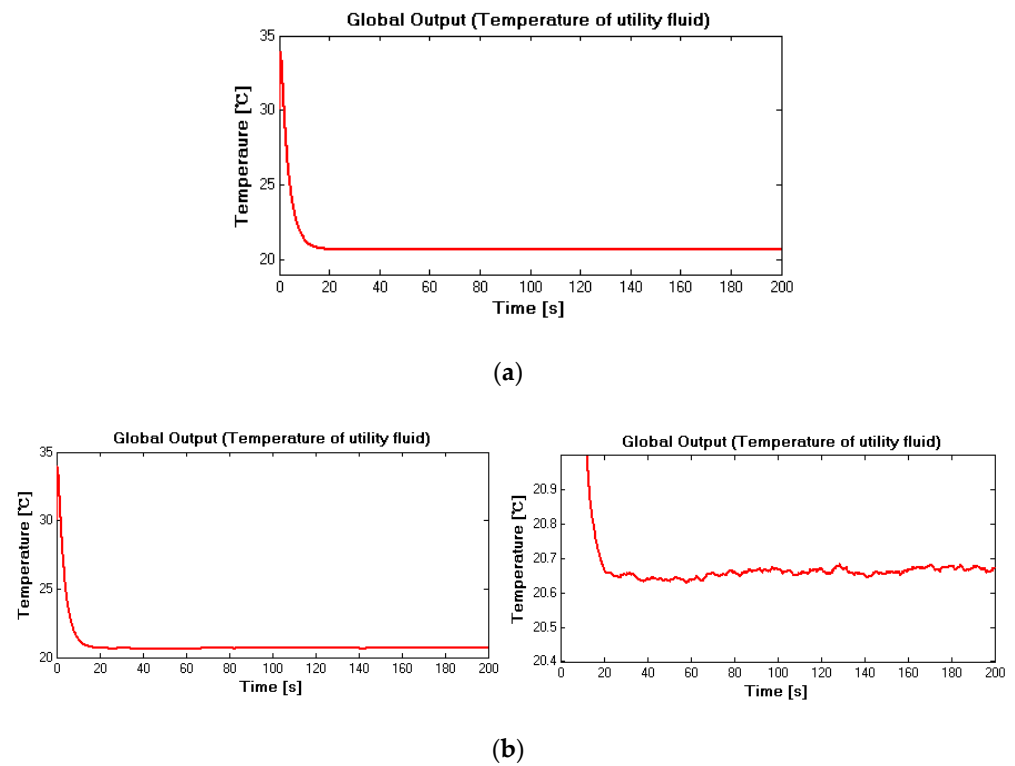 Global Output (Temperature of utility fluid)
Temperaure [℃]
35
30
25
20
0 20 40 60 80 100 120 140 160 180 200
Time [s]
(a)
Global Output (Temperature of utility fluid)
Temperature [℃]
35
30
25
20
0 20 40 60 80 100 120 140 160 180 200
Time [s]
Global Output (Temperature of utility fluid)
Temperature [℃]
20.9
20.8
20.7
20.6
20.5
20.4
0 20 40 60 80 100 120 140 160 180 200
Time [s]
(b)